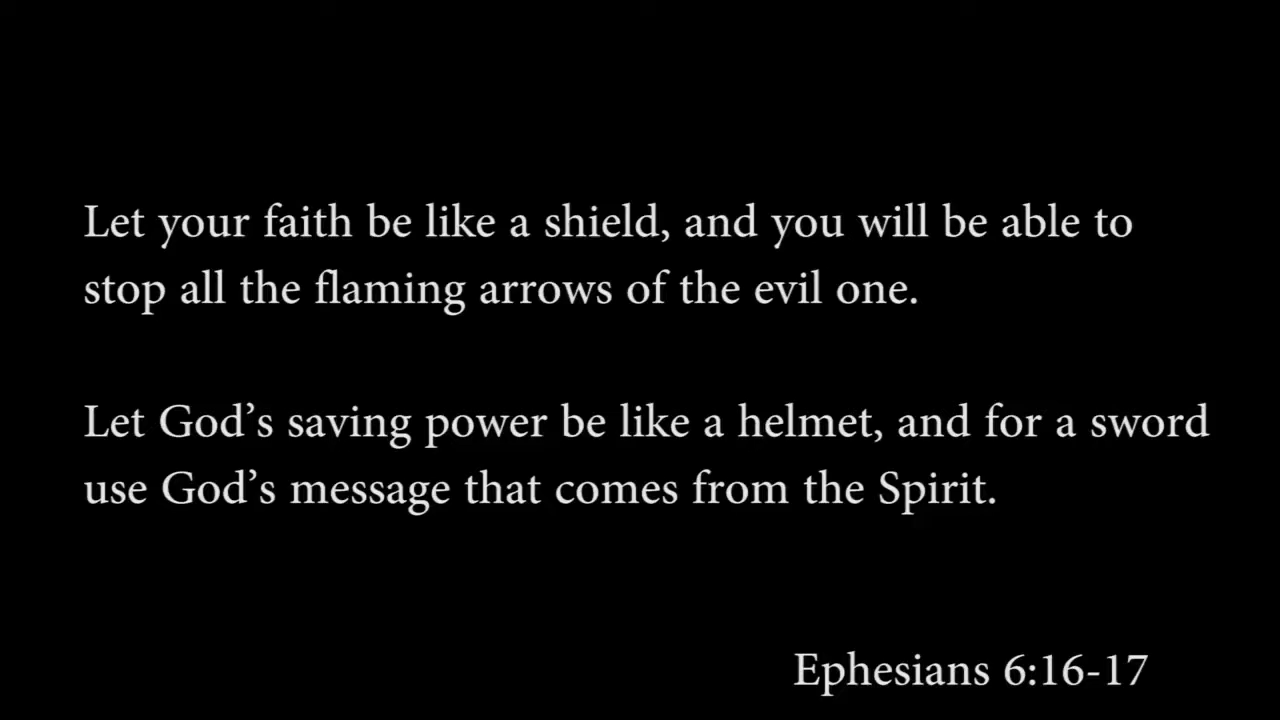 Let your faith be like a shield, and you will be able to
stop all the flaming arrows of the evil one.
Let God’s saving power be like a helmet, and for a sword
use God’s message that comes from the Spirit.
Ephesians 6:16-17